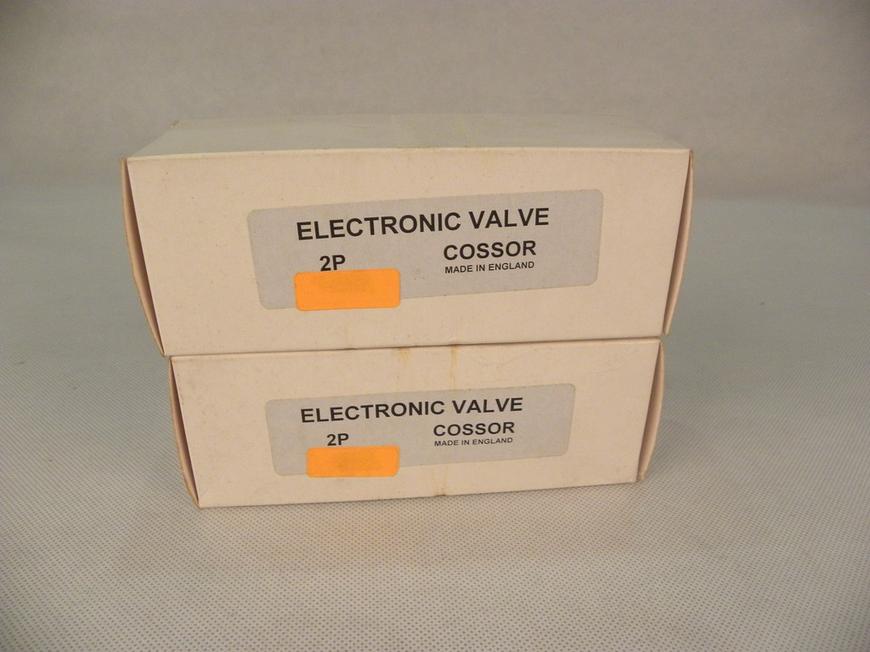 ELECTRONIC VALVE
2P COSSOR
MADE IN ENGLAND
ELECTRONIC VALVE
2P COSSOR
MADE IN ENGLAND